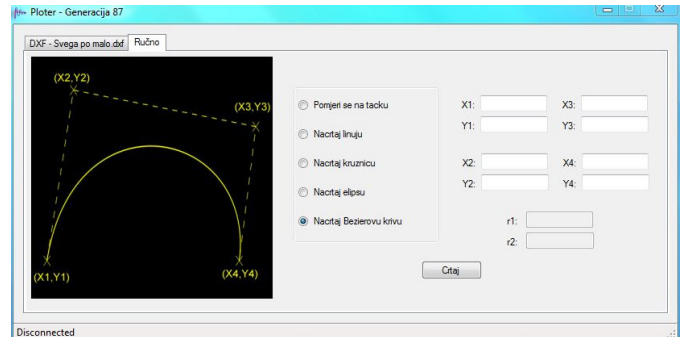 Ploter - Generacija 87
DXF - Svega po malo.dxf Ručno
(X2,Y2)
(X3,Y3)
(X1,Y1)
(X4,Y4)
Pomjeri se na tacku
Nacrtaj linuju
Nacrtaj kruznicu
Nacrtaj elipsu
Nacrtaj Bezierovu krivu
X1: X3:
Y1: Y3:
X2: X4:
Y2: Y4:
r1:
r2:
Crtaj
Disconnected